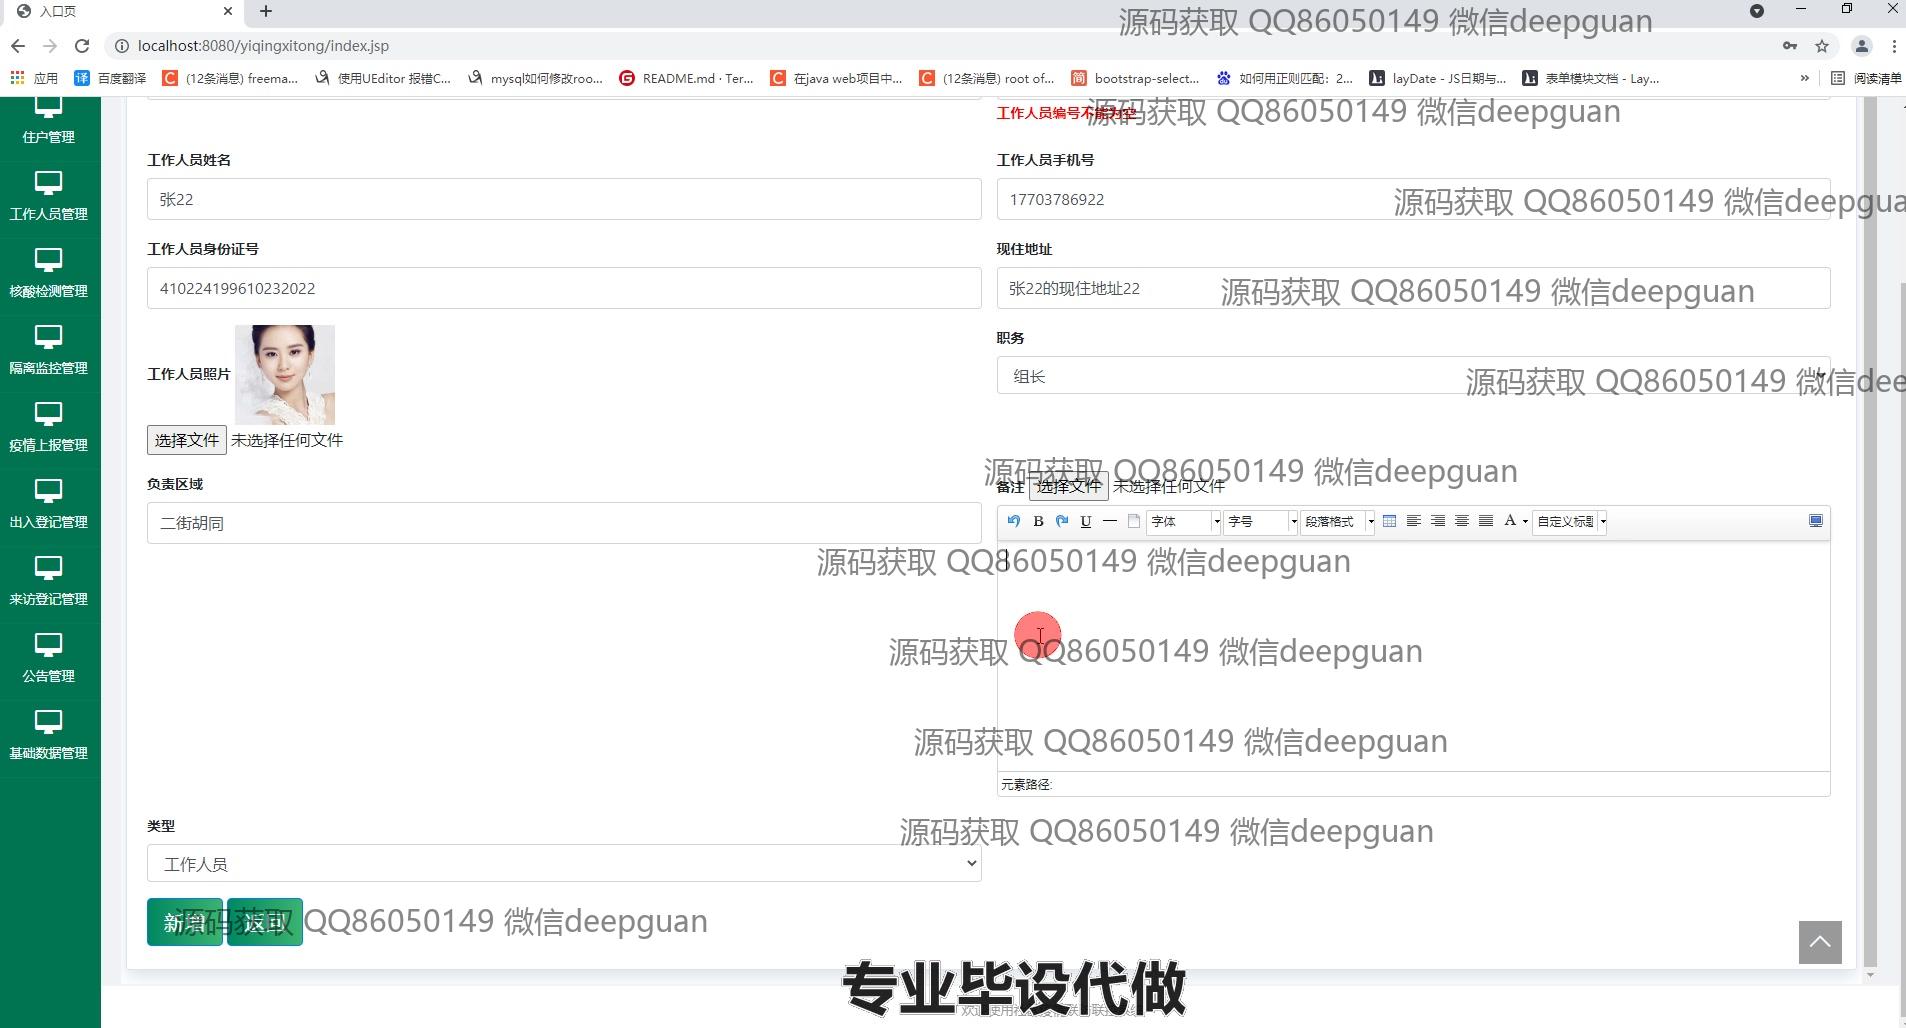 入口页
源码获取 QQ86050149 微信deepguan
localhost:8080/yiqingxitong/index.jsp
应用 百度翻译 (12条消息) freema... 使用UEditor 报错C... mysql如何修改roo... README.md · Ter... 在java web项目中... (12条消息) root of... bootstrap-select... 如何用正则匹配：2... layDate - JS日期与... 表单模块文档 - Lay... » 阅读清单
工作人员编号不能为空
源码获取 QQ86050149 微信deepguan
住户管理
工作人员姓名 工作人员手机号
张22 17703786922
源码获取 QQ86050149 微信deepgua
工作人员管理
工作人员身份证号 现住地址
410224199610232022 张22的现住地址22
源码获取 QQ86050149 微信deepguan
核酸检测管理
职务
工作人员照片
组长
源码获取 QQ86050149 微信dee
隔离监控管理
选择文件 未选择任何文件
疫情上报管理
源码获取 QQ86050149 微信deepguan
负责区域 备注 选择文件 未选择任何文件
二街胡同
B U 字体 字号 段落格式 A 自定义标题
出入登记管理
源码获取 QQ86050149 微信deepguan
来访登记管理
源码获取 QQ86050149 微信deepguan
公告管理
源码获取 QQ86050149 微信deepguan
基础数据管理
元素路径:
类型
源码获取 QQ86050149 微信deepguan
工作人员
新增 返回
源码获取 QQ86050149 微信deepguan
专业毕设代做